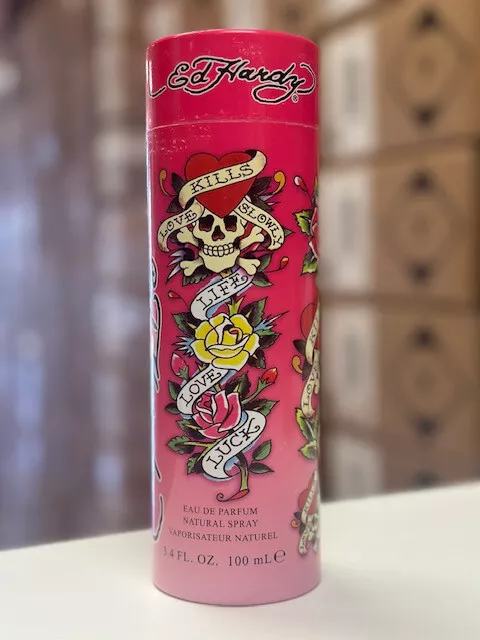 Ed Hardy®
LOVE KILLS SLOWLY
LIFE
LOVE
LUCK
EAU DE PARFUM
NATURAL SPRAY
VAPORISATEUR NATUREL
3.4 FL. OZ. 100 mL ℮